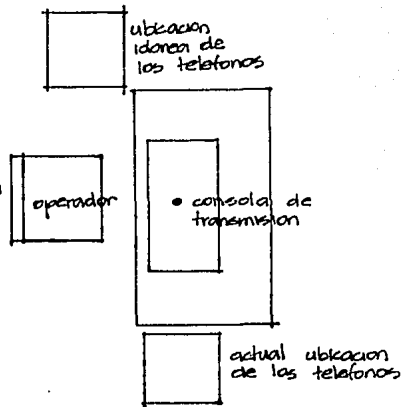 ubicacion
idonea de
los telefonos
operador
consola de
transmision
actual ubicacion
de los telefonos